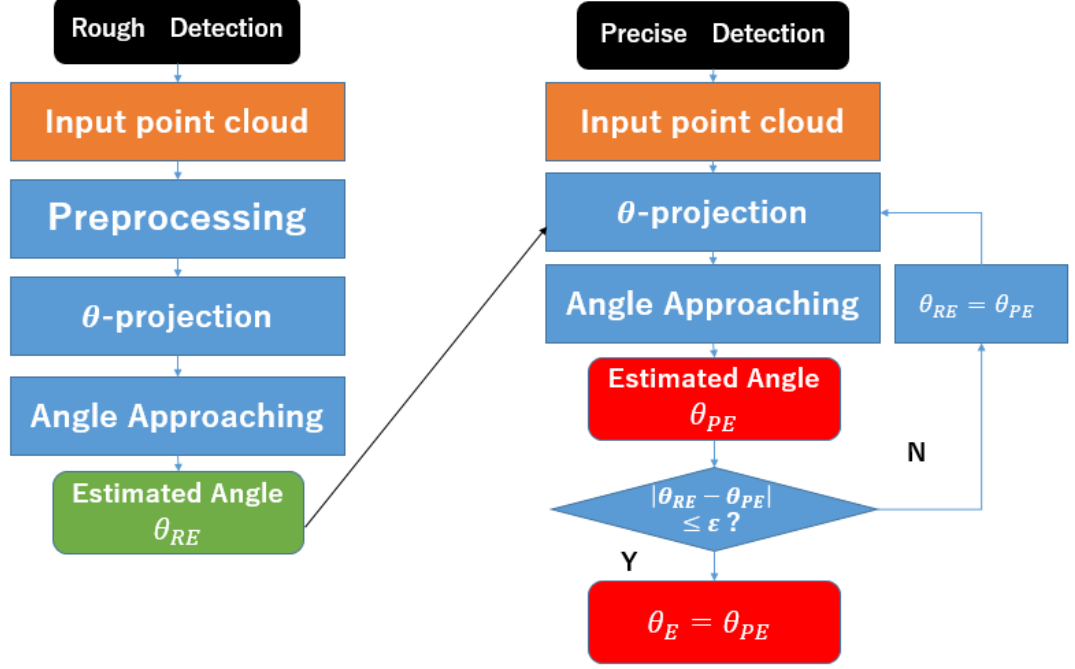 Rough Detection
Input point cloud
Preprocessing
θ-projection
Angle Approaching
Estimated Angle
θ_RE
Precise Detection
Input point cloud
θ-projection
Angle Approaching
θ_RE = θ_PE
Estimated Angle
θ_PE
N
|θ_RE − θ_PE|
≤ ε ?
Y
θ_E = θ_PE